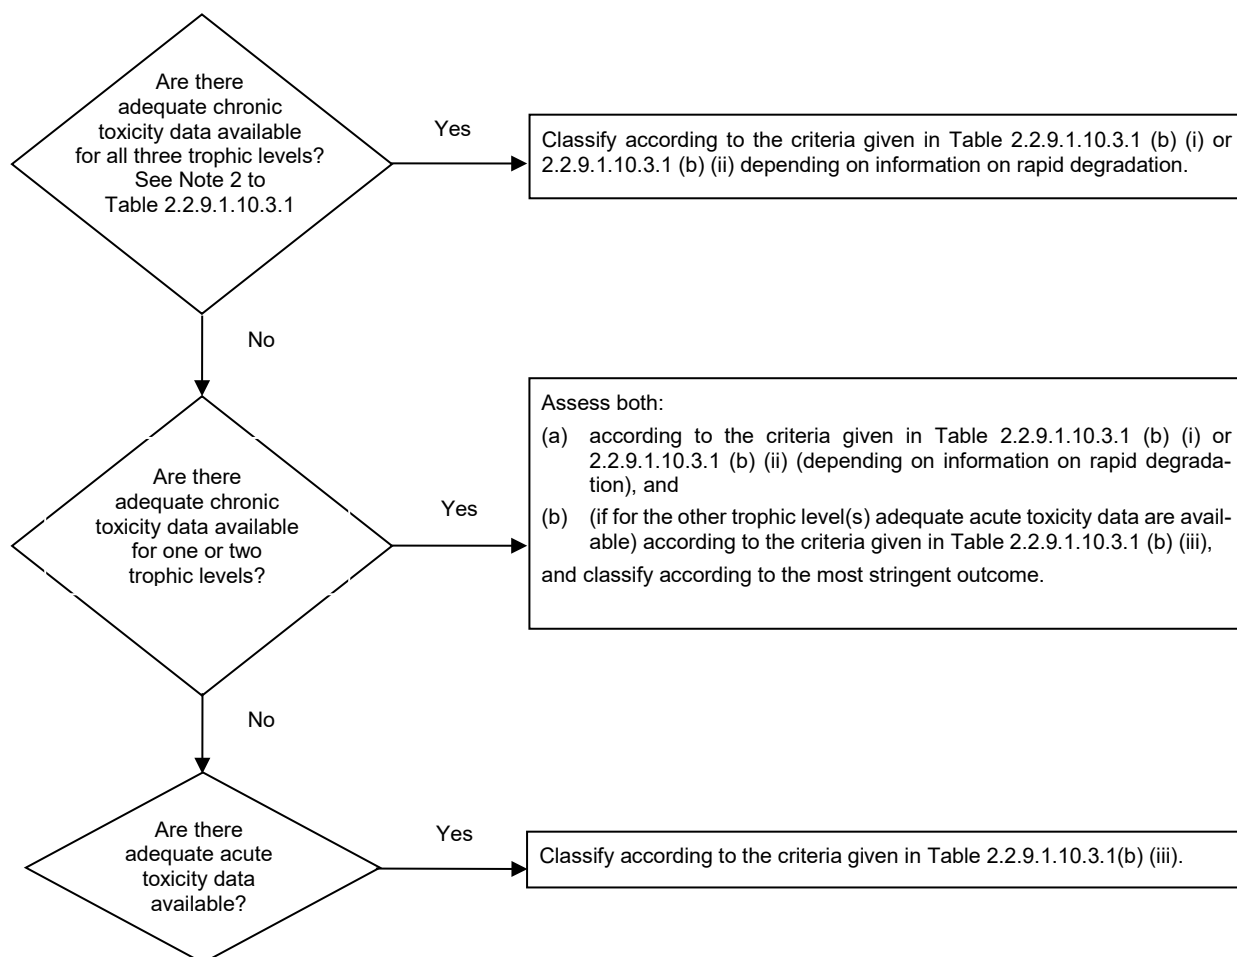 Are there
adequate chronic
toxicity data available
for all three trophic levels?
See Note 2 to
Table 2.2.9.1.10.3.1
Yes
Classify according to the criteria given in Table 2.2.9.1.10.3.1 (b) (i) or
2.2.9.1.10.3.1 (b) (ii) depending on information on rapid degradation.
No
Are there
adequate chronic
toxicity data available
for one or two
trophic levels?
Yes
Assess both:
(a) according to the criteria given in Table 2.2.9.1.10.3.1 (b) (i) or
2.2.9.1.10.3.1 (b) (ii) (depending on information on rapid degrada-
tion), and
(b) (if for the other trophic level(s) adequate acute toxicity data are avail-
able) according to the criteria given in Table 2.2.9.1.10.3.1 (b) (iii),
and classify according to the most stringent outcome.
No
Are there
adequate acute
toxicity data
available?
Yes
Classify according to the criteria given in Table 2.2.9.1.10.3.1(b) (iii).